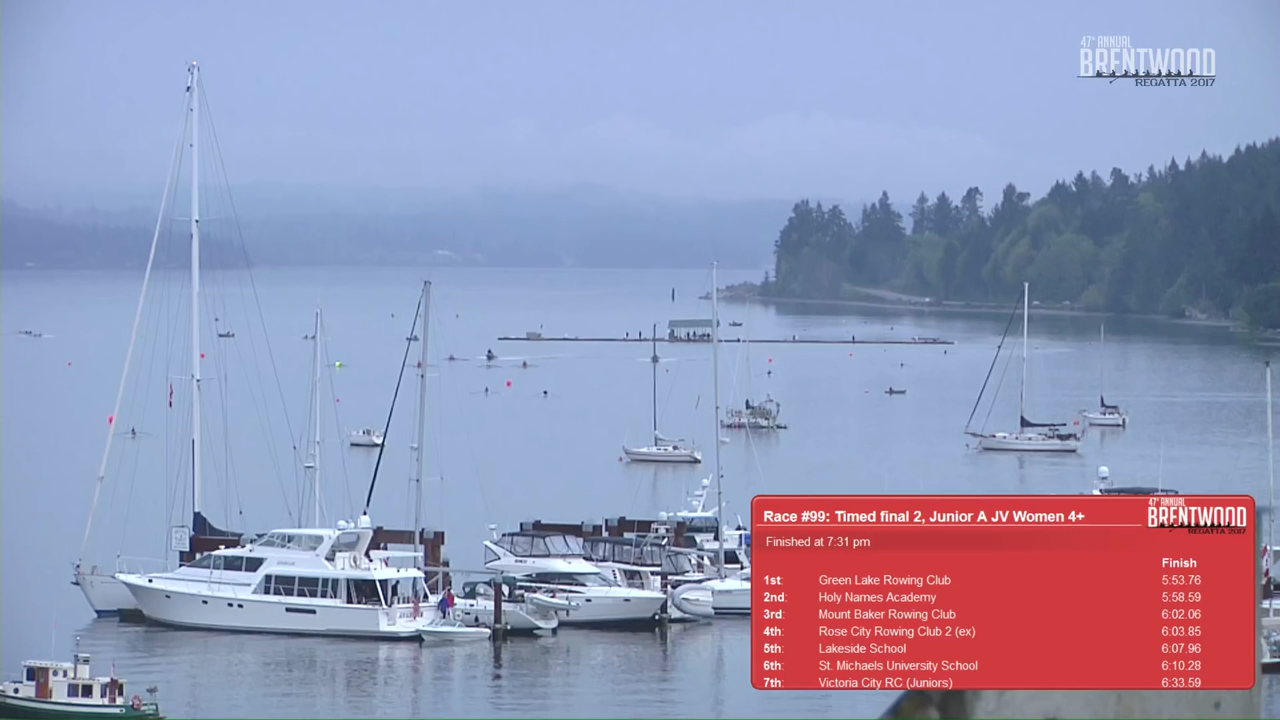 47th ANNUAL
BRENTWOOD
REGATTA 2017
47th ANNUAL
BRENTWOOD
REGATTA 2017
Race #99: Timed final 2, Junior A JV Women 4+
Finished at 7:31 pm
Finish
1st: Green Lake Rowing Club 5:53.76
2nd: Holy Names Academy 5:58.59
3rd: Mount Baker Rowing Club 6:02.06
4th: Rose City Rowing Club 2 (ex) 6:03.85
5th: Lakeside School 6:07.96
6th: St. Michaels University School 6:10.28
7th: Victoria City RC (Juniors) 6:33.59